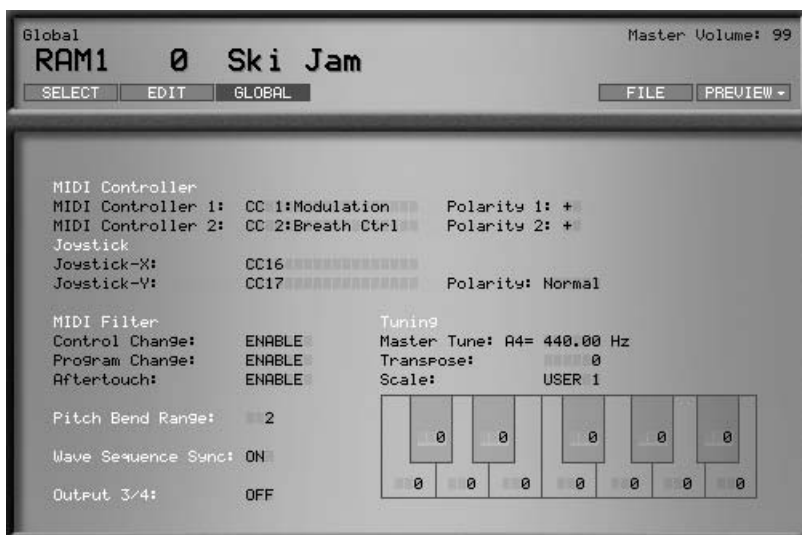 Global
Master Volume: 99
RAM1 0 Ski Jam
SELECT EDIT GLOBAL FILE PREVIEW
MIDI Controller
MIDI Controller 1: CC 1:Modulation Polarity 1: +
MIDI Controller 2: CC 2:Breath Ctrl Polarity 2: +
Joystick
Joystick-X: CC16
Joystick-Y: CC17 Polarity: Normal
MIDI Filter Tuning
Control Change: ENABLE Master Tune: A4= 440.00 Hz
Program Change: ENABLE Transpose: 0
Aftertouch: ENABLE Scale: USER 1
Pitch Bend Range: 2
0 0 0 0 0
Wave Sequence Sync: ON
0 0 0 0 0 0 0
Output 3/4: OFF